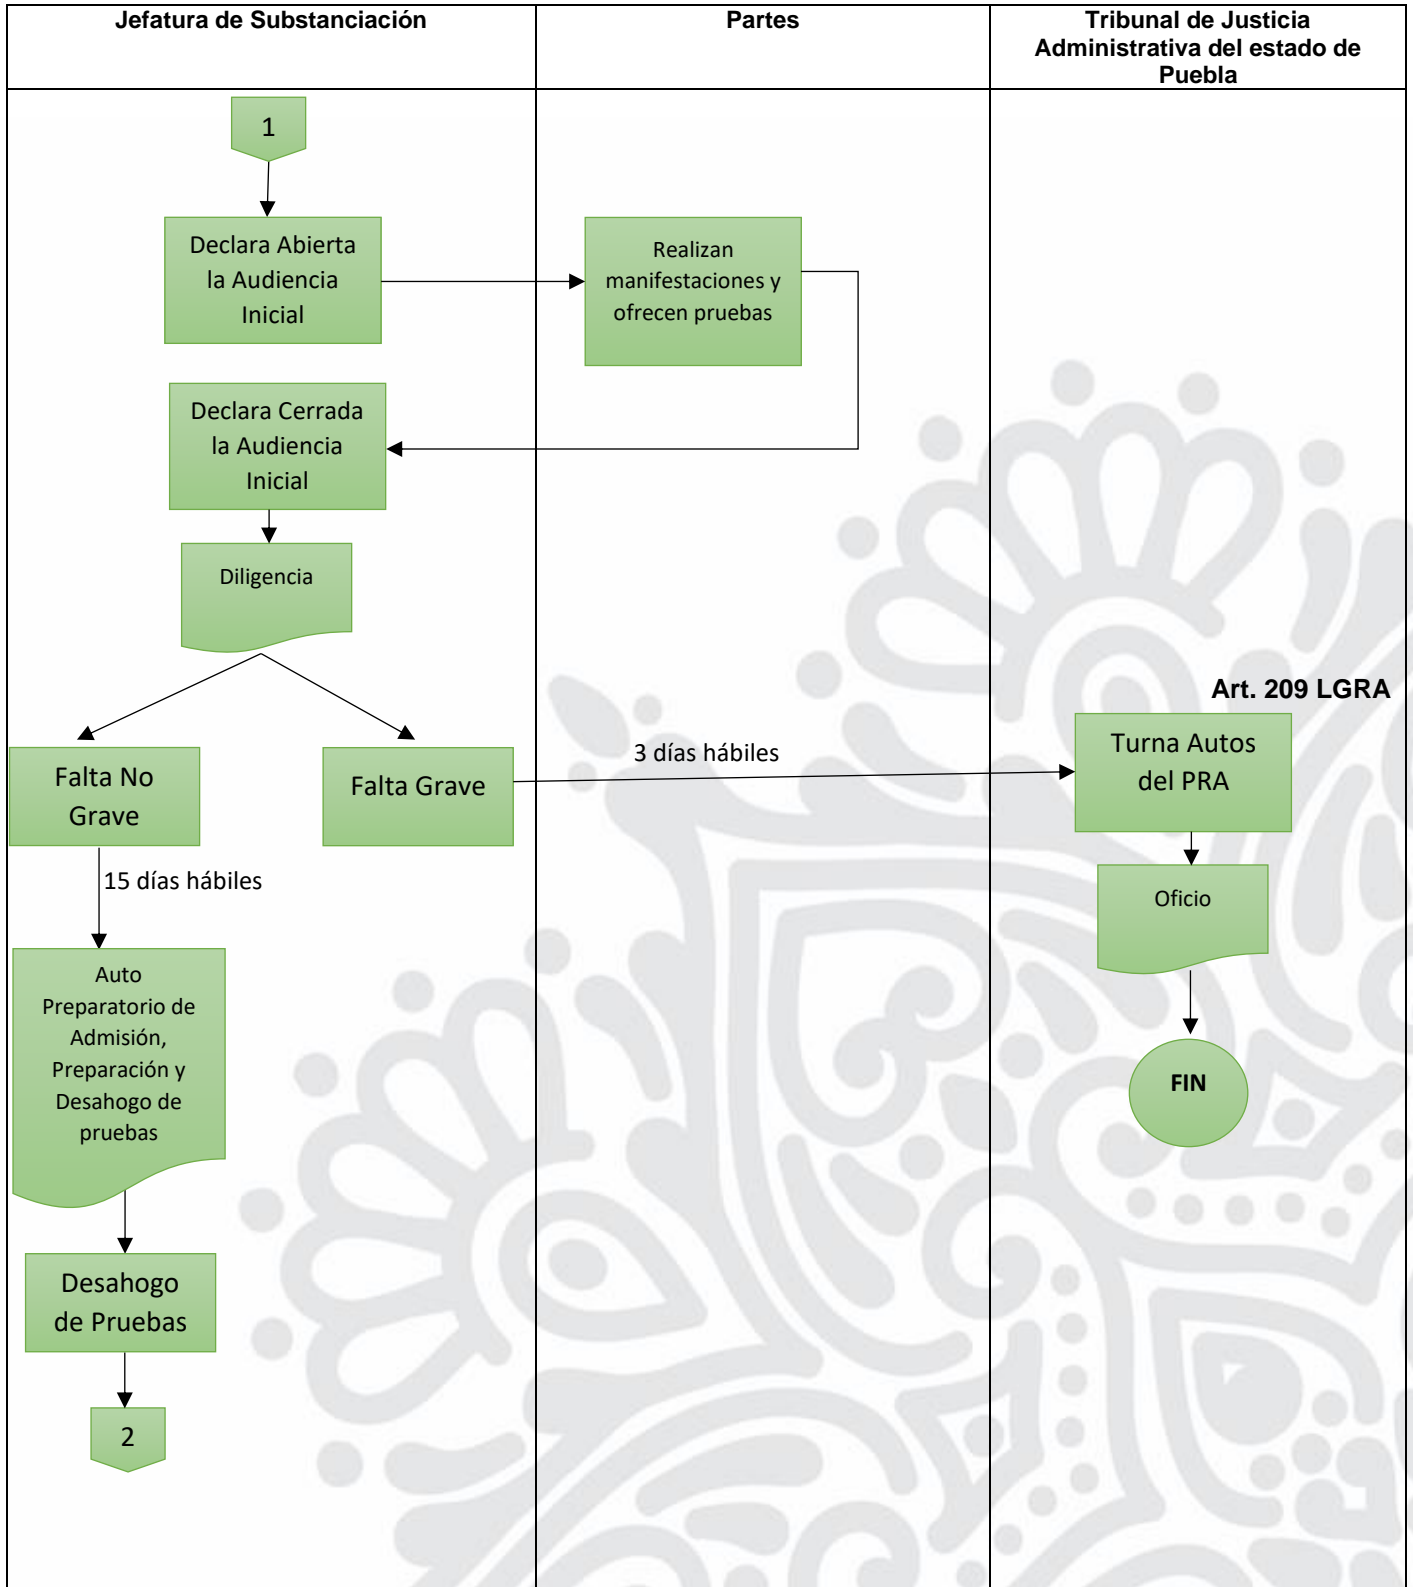 Jefatura de Substanciación
Partes
Tribunal de Justicia
Administrativa del estado de
Puebla
1
Declara Abierta
la Audiencia
Inicial
Realizan
manifestaciones y
ofrecen pruebas
Declara Cerrada
la Audiencia
Inicial
Diligencia
Art. 209 LGRA
Falta No
Grave
Falta Grave
3 días hábiles
Turna Autos
del PRA
15 días hábiles
Oficio
Auto
Preparatorio de
Admisión,
Preparación y
Desahogo de
pruebas
FIN
Desahogo
de Pruebas
2